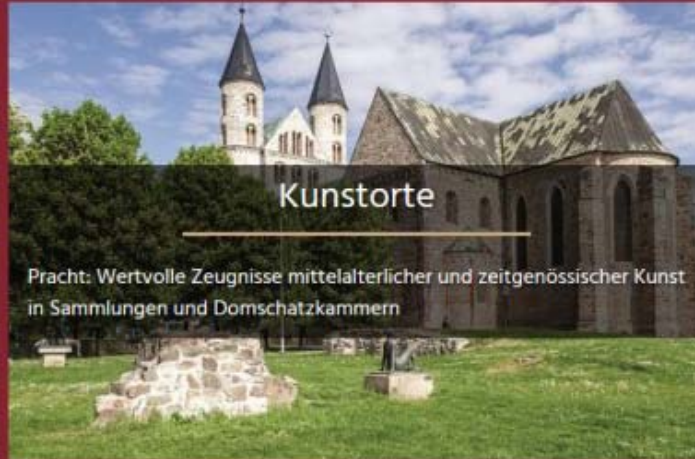 Kunstorte
Pracht: Wertvolle Zeugnisse mittelalterlicher und zeitgenössischer Kunst
in Sammlungen und Domschatzkammern